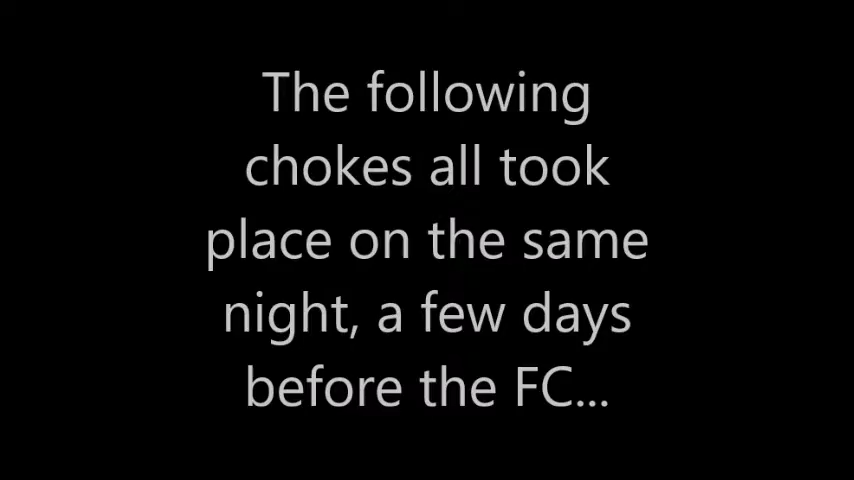 The following
chokes all took
place on the same
night, a few days
before the FC...